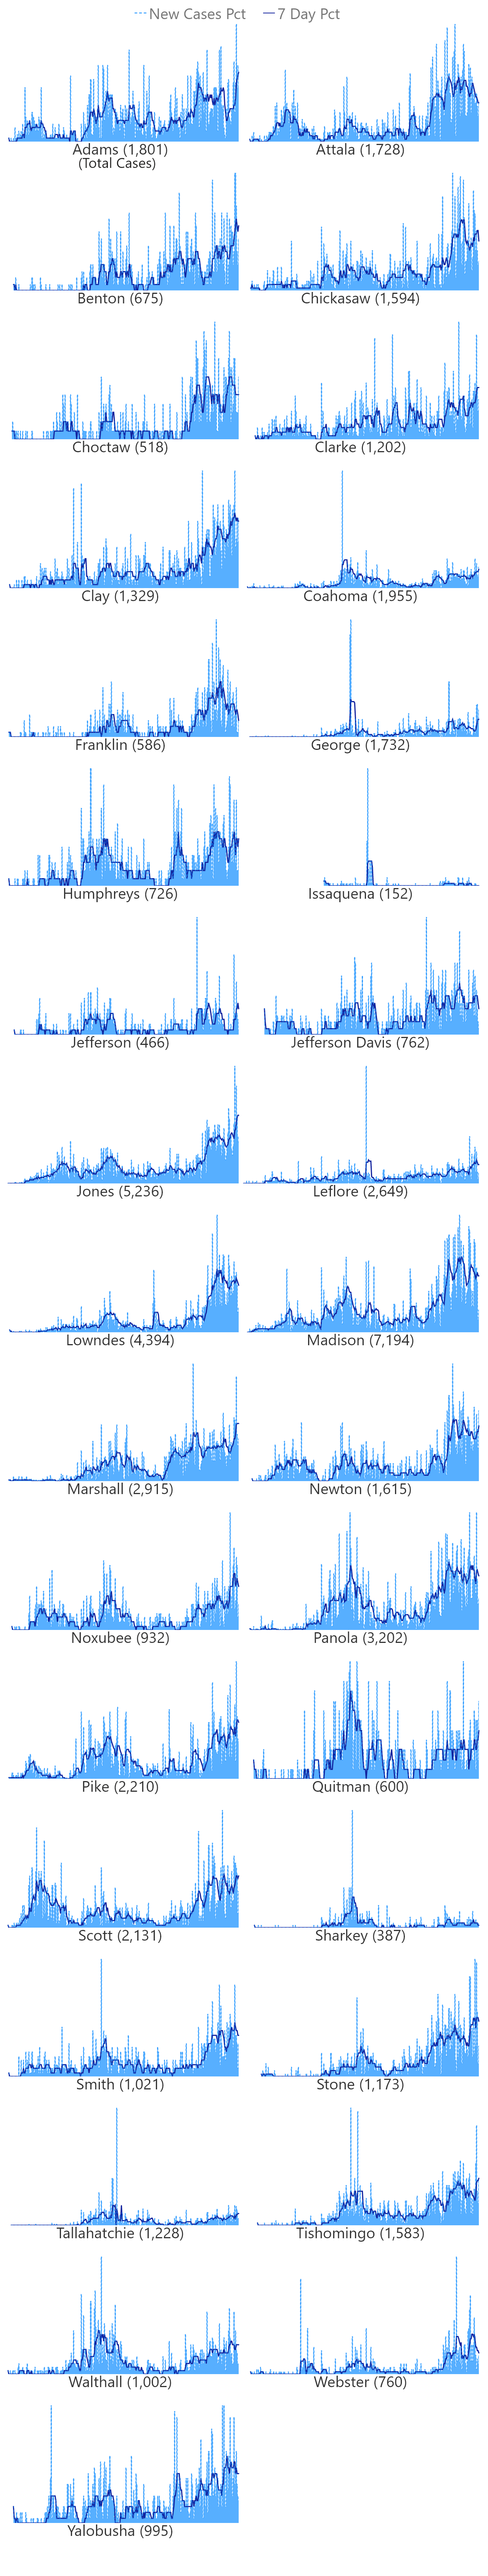 New Cases Pct 7 Day Pct
Adams (1,801) Attala (1,728)
(Total Cases)
Benton (675) Chickasaw (1,594)
Choctaw (518) Clarke (1,202)
Clay (1,329) Coahoma (1,955)
Franklin (586) George (1,732)
Humphreys (726) Issaquena (152)
Jefferson (466) Jefferson Davis (762)
Jones (5,236) Leflore (2,649)
Lowndes (4,394) Madison (7,194)
Marshall (2,915) Newton (1,615)
Noxubee (932) Panola (3,202)
Pike (2,210) Quitman (600)
Scott (2,131) Sharkey (387)
Smith (1,021) Stone (1,173)
Tallahatchie (1,228) Tishomingo (1,583)
Walthall (1,002) Webster (760)
Yalobusha (995)